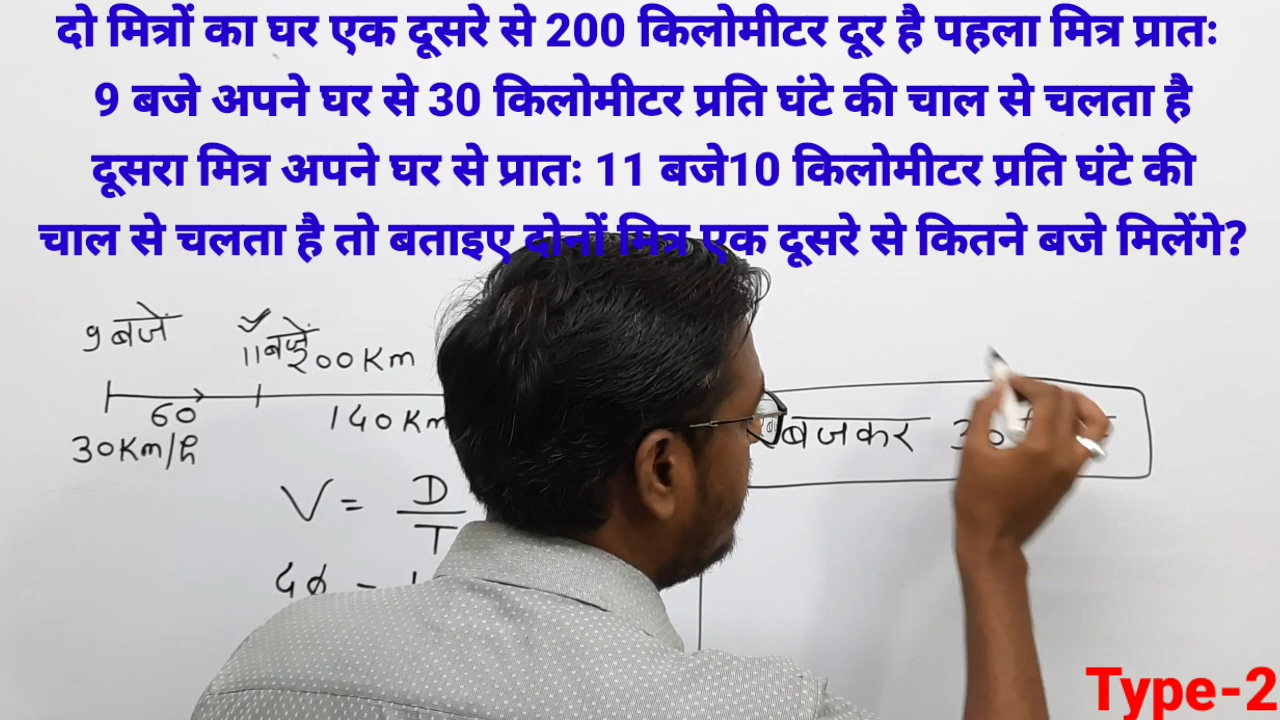 दो मित्रों का घर एक दूसरे से 200 किलोमीटर दूर है पहला मित्र प्रातः
9 बजे अपने घर से 30 किलोमीटर प्रति घंटे की चाल से चलता है
दूसरा मित्र अपने घर से प्रातः 11 बजे10 किलोमीटर प्रति घंटे की
चाल से चलता है तो बताइए दोनों मित्र एक दूसरे से कितने बजे मिलेंगे?
9 बजे 11 बजे
200 Km
60 140 Km
30Km/h
बजकर 30
V = D
T
Type-2